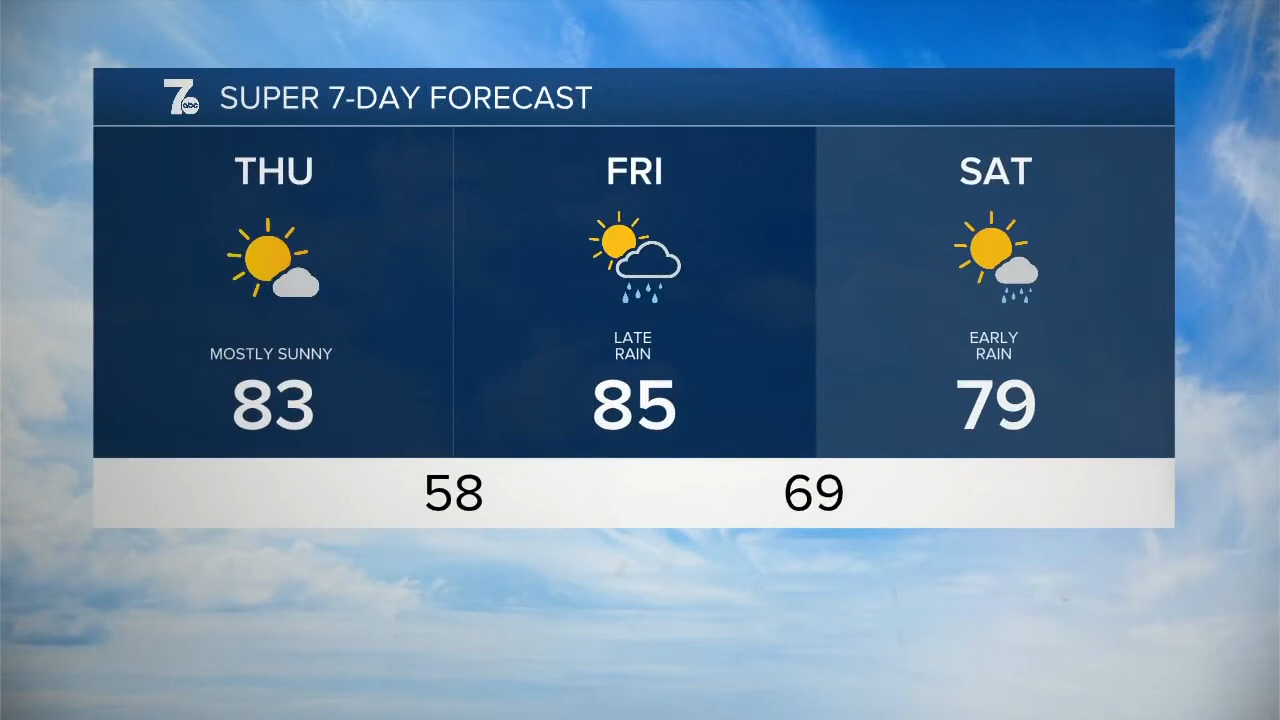 7 abc SUPER 7-DAY FORECAST
THU
FRI
SAT
MOSTLY SUNNY
LATE
RAIN
EARLY
RAIN
83
85
79
58
69